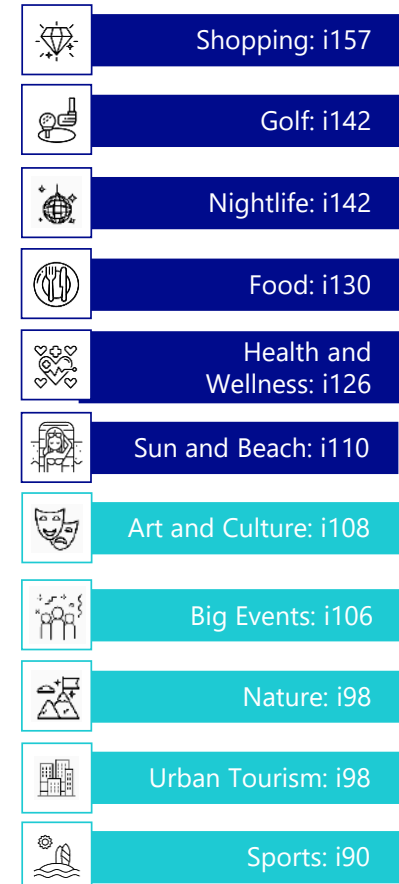 Shopping: i157
Golf: i142
Nightlife: i142
Food: i130
Health and
Wellness: i126
Sun and Beach: i110
Art and Culture: i108
Big Events: i106
Nature: i98
Urban Tourism: i98
Sports: i90